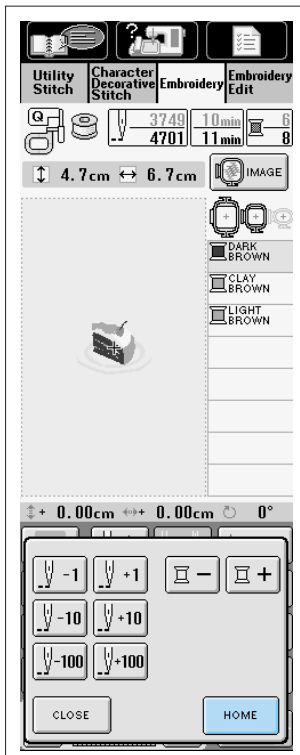 Utility Stitch
Character Decorative Stitch
Embroidery
Embroidery Edit
Q
3749 10min 6
4701 11min 8
4.7cm 6.7cm IMAGE
DARK BROWN
CLAY BROWN
LIGHT BROWN
+ 0.00cm + 0.00cm 0°
-1 +1 − +
-10 +10
-100 +100
CLOSE HOME